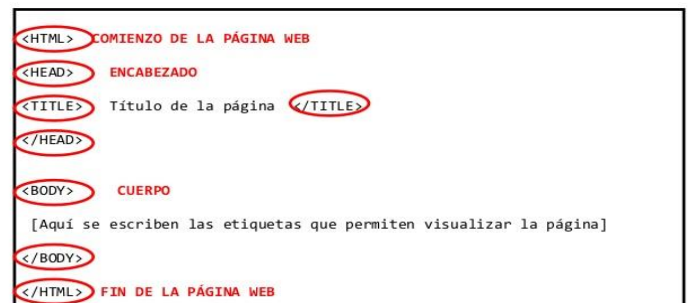 <HTML> COMIENZO DE LA PÁGINA WEB
<HEAD> ENCABEZADO
<TITLE> Título de la página </TITLE>
</HEAD>
<BODY> CUERPO
[Aquí se escriben las etiquetas que permiten visualizar la página]
</BODY>
</HTML> FIN DE LA PÁGINA WEB